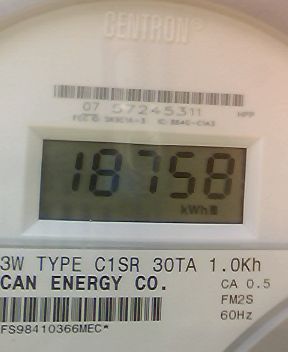 CENTRON®
07 57245311
18758
kWh
3W TYPE C1SR 30TA 1.0Kh
CAN ENERGY CO.
CA 0.5
FM2S
60Hz
FS98410366MEC*